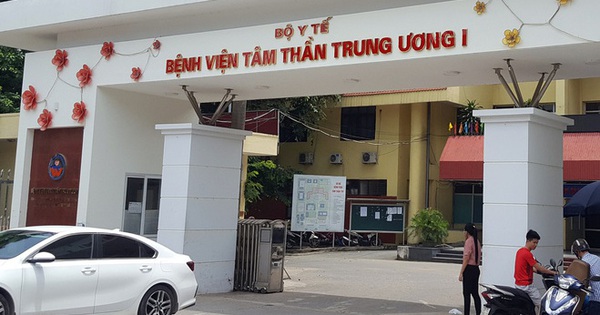 BỘ Y TẾ
BỆNH VIỆN TÂM THẦN TRUNG ƯƠNG I